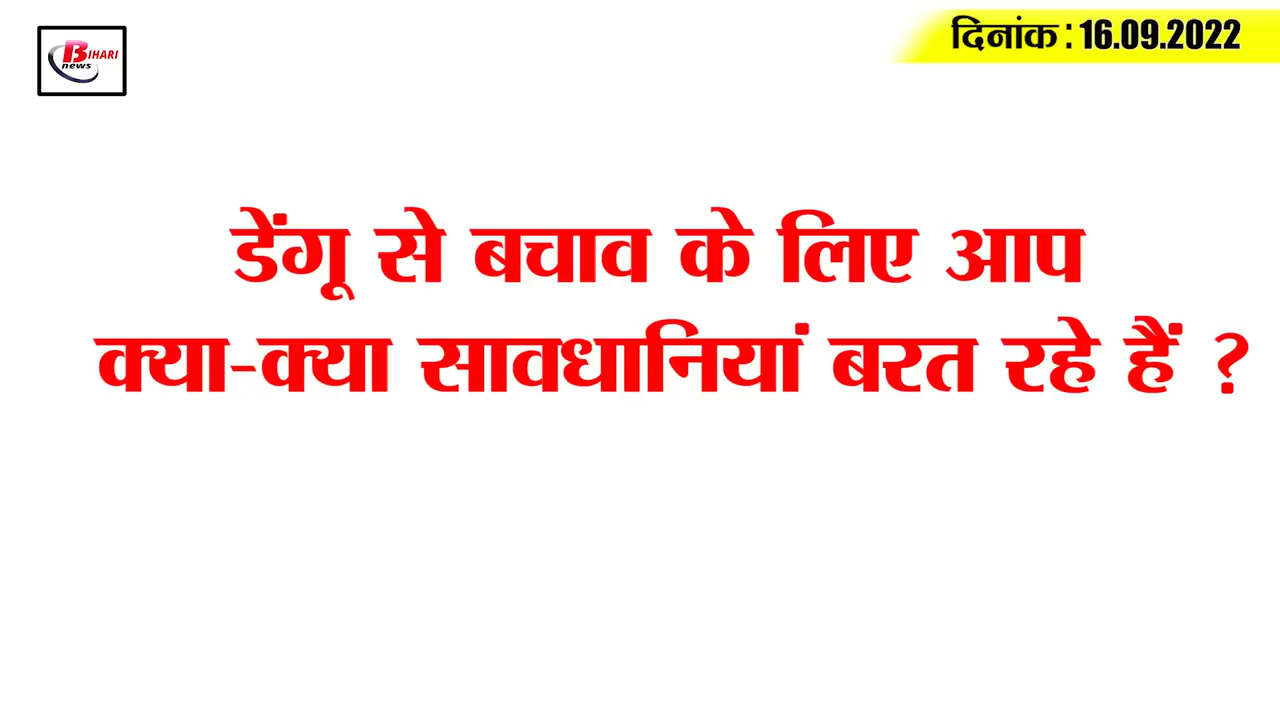 BIHARI
news
दिनांक : 16.09.2022
डेंगू से बचाव के लिए आप
क्या-क्या सावधानियां बरत रहे हैं ?